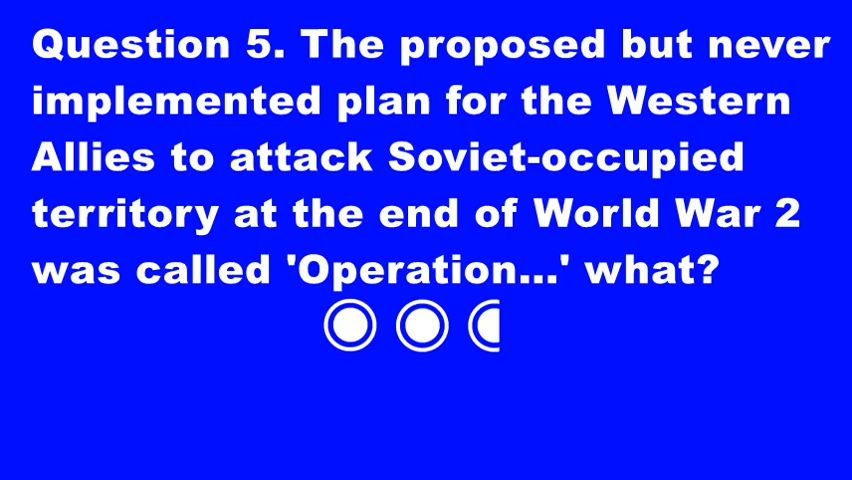 Question 5. The proposed but never
implemented plan for the Western
Allies to attack Soviet-occupied
territory at the end of World War 2
was called 'Operation...' what?